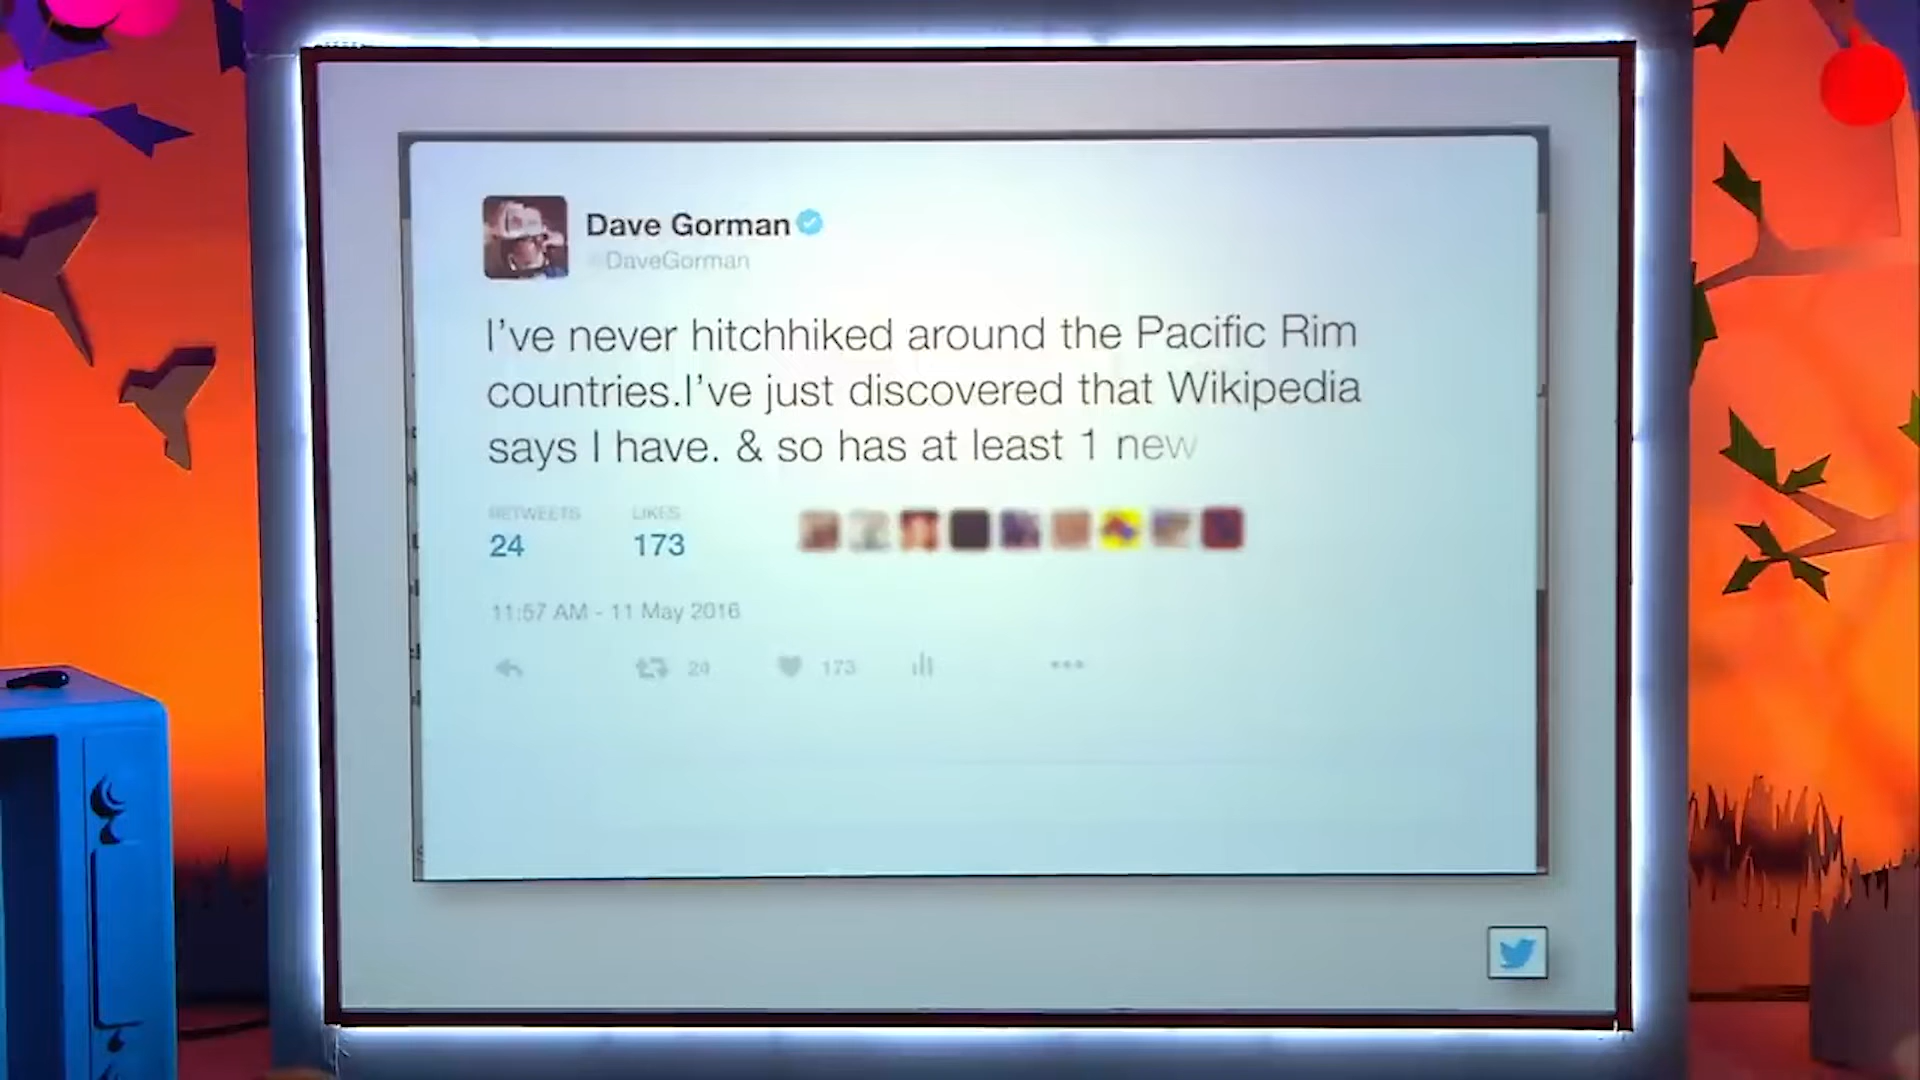 Dave Gorman
@DaveGorman
I've never hitchhiked around the Pacific Rim
countries.I've just discovered that Wikipedia
says I have. & so has at least 1 new
RETWEETS LIKES
24 173
11:57 AM - 11 May 2016
24 173